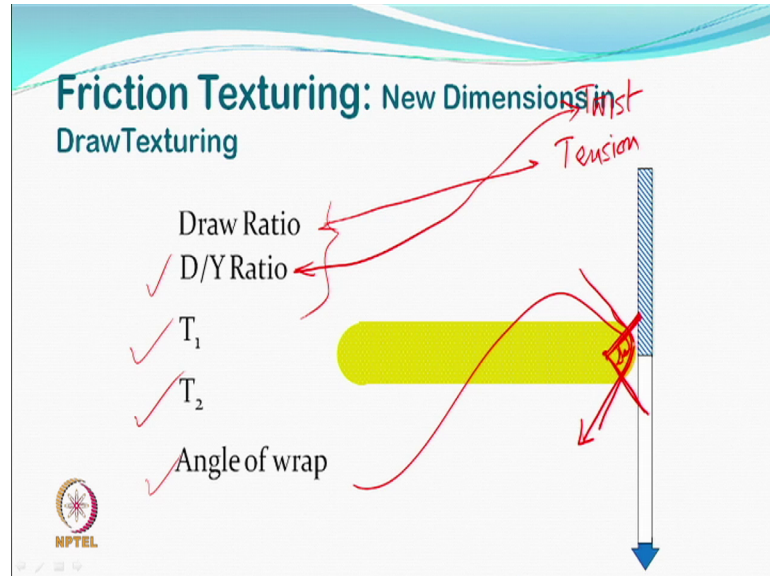 Friction Texturing: New Dimensions in
DrawTexturing
Twist
Tension
Draw Ratio
D/Y Ratio
T₁
T₂
Angle of wrap
NPTEL